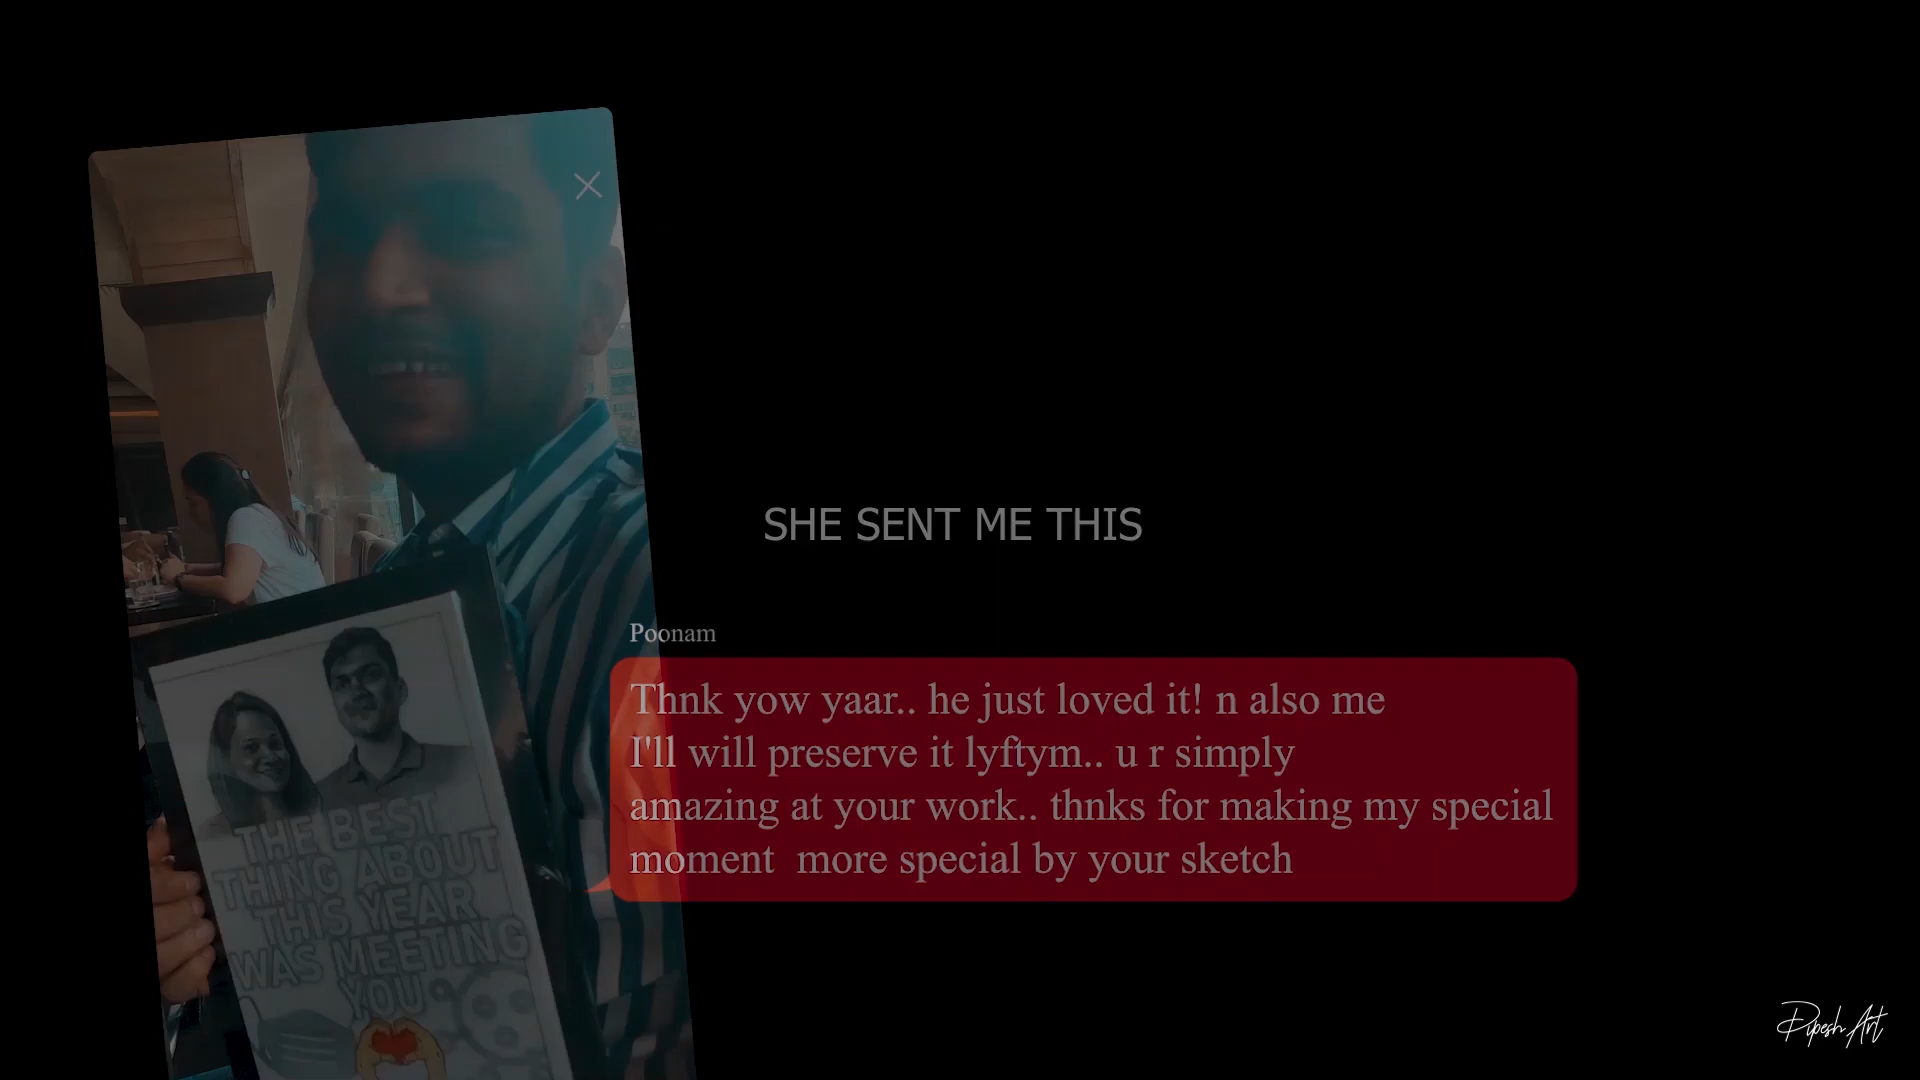 SHE SENT ME THIS
Poonam
Thnk yow yaar.. he just loved it! n also me
I'll will preserve it lyftym.. u r simply
amazing at your work.. thnks for making my special
moment  more special by your sketch
THE BEST
THING ABOUT
THIS YEAR
WAS MEETING
YOU
Dipesh Art